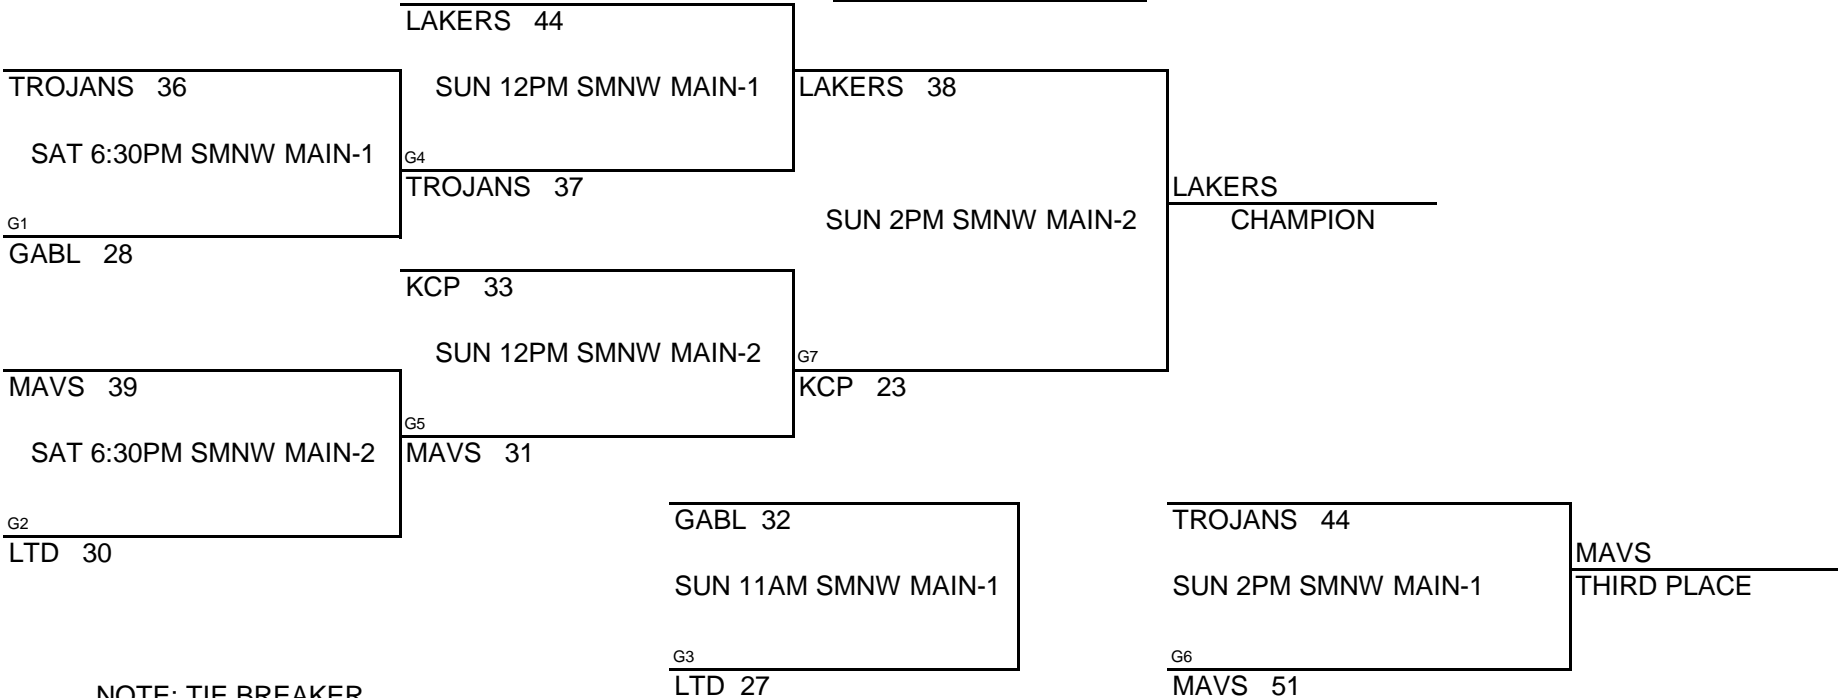 LAKERS 44
TROJANS 36
SUN 12PM SMNW MAIN-1
LAKERS 38
SAT 6:30PM SMNW MAIN-1
G4
TROJANS 37
LAKERS
G1
SUN 2PM SMNW MAIN-2
CHAMPION
GABL 28
KCP 33
SUN 12PM SMNW MAIN-2
G7
MAVS 39
KCP 23
G5
SAT 6:30PM SMNW MAIN-2
MAVS 31
G2
GABL 32
TROJANS 44
LTD 30
MAVS
SUN 11AM SMNW MAIN-1
SUN 2PM SMNW MAIN-1
THIRD PLACE
G3
G6
NOTE: TIE BREAKER
LTD 27
MAVS 51